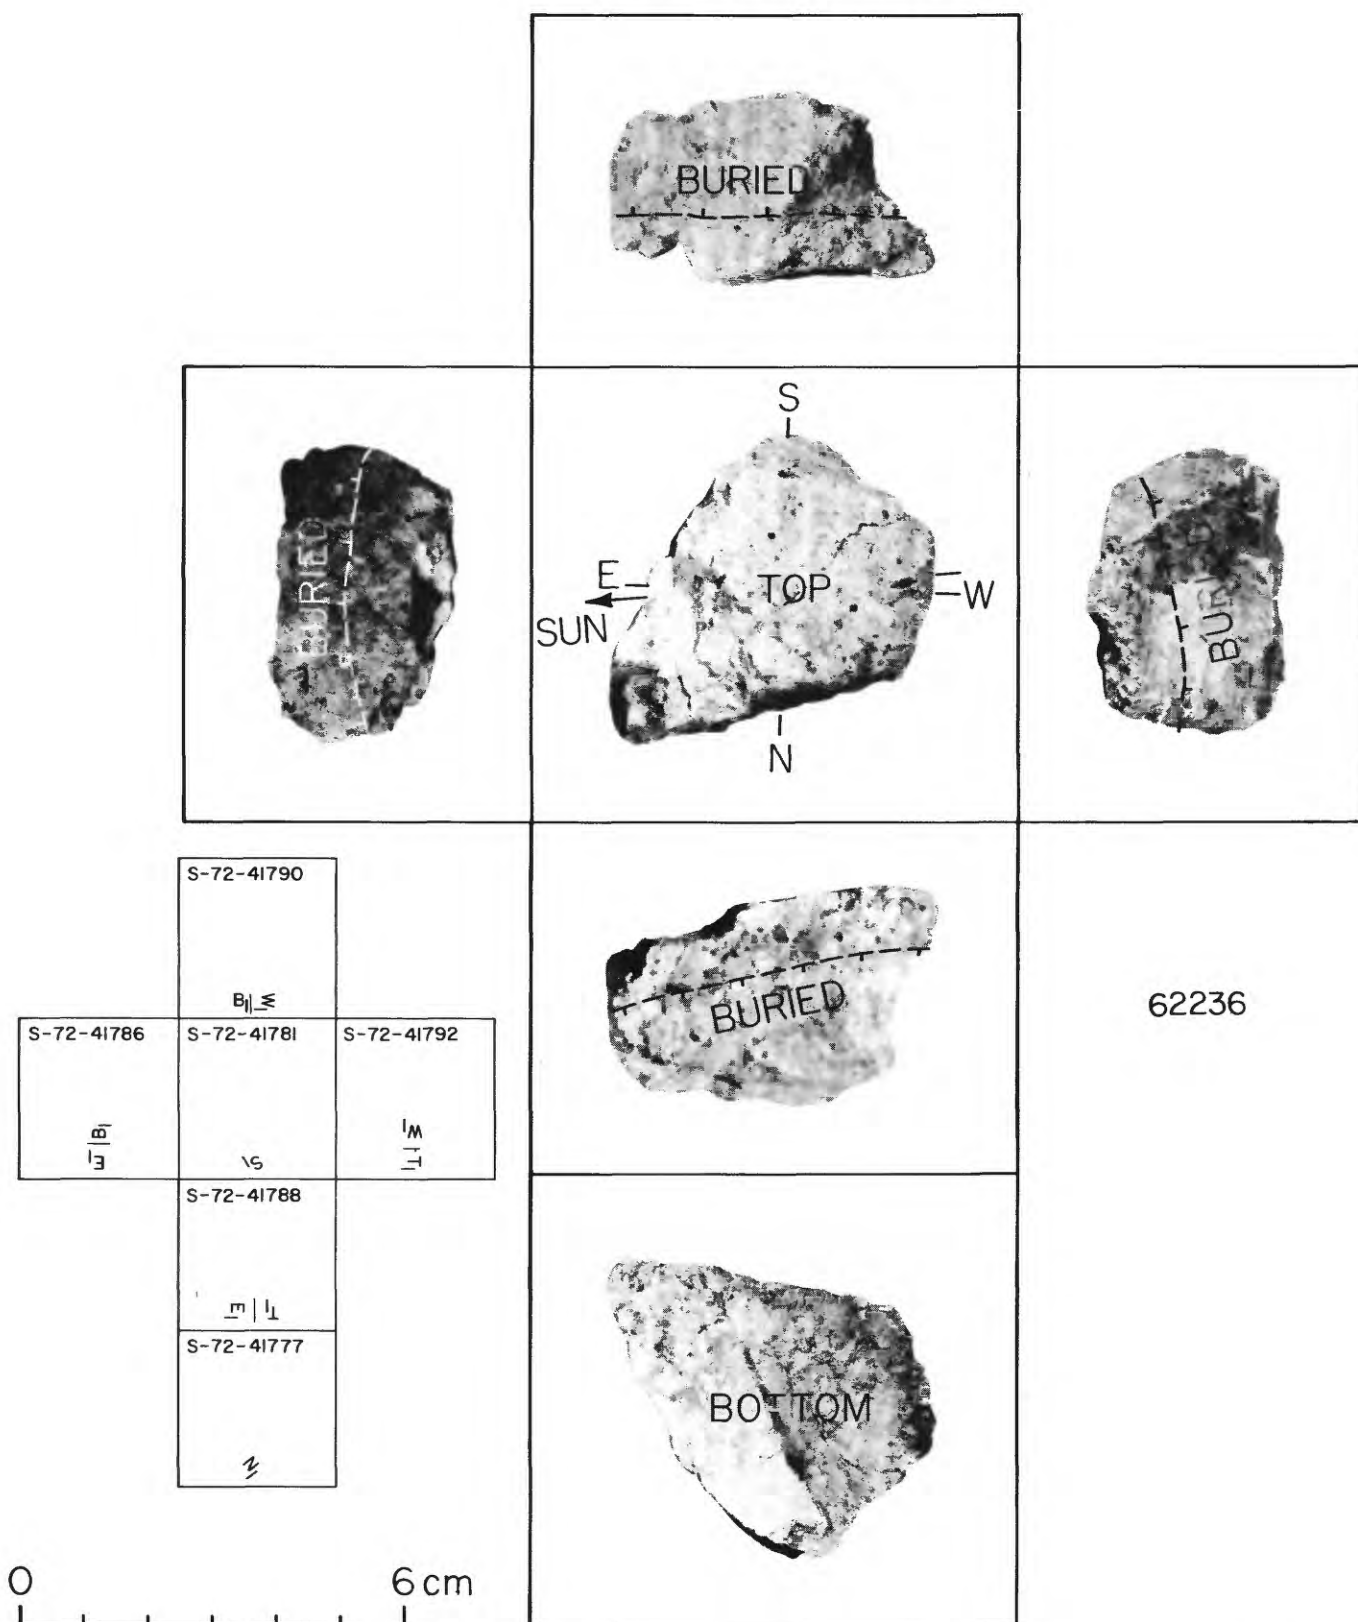 BURIED
S
E
TOP
W
SUN
N
BURIED
BURIED
BURIED
62236
BOTTOM
S-72-41790
B W
S-72-41786
S-72-41781
S-72-41792
E B
S
W T
S-72-41788
E T
S-72-41777
N
0
6 cm